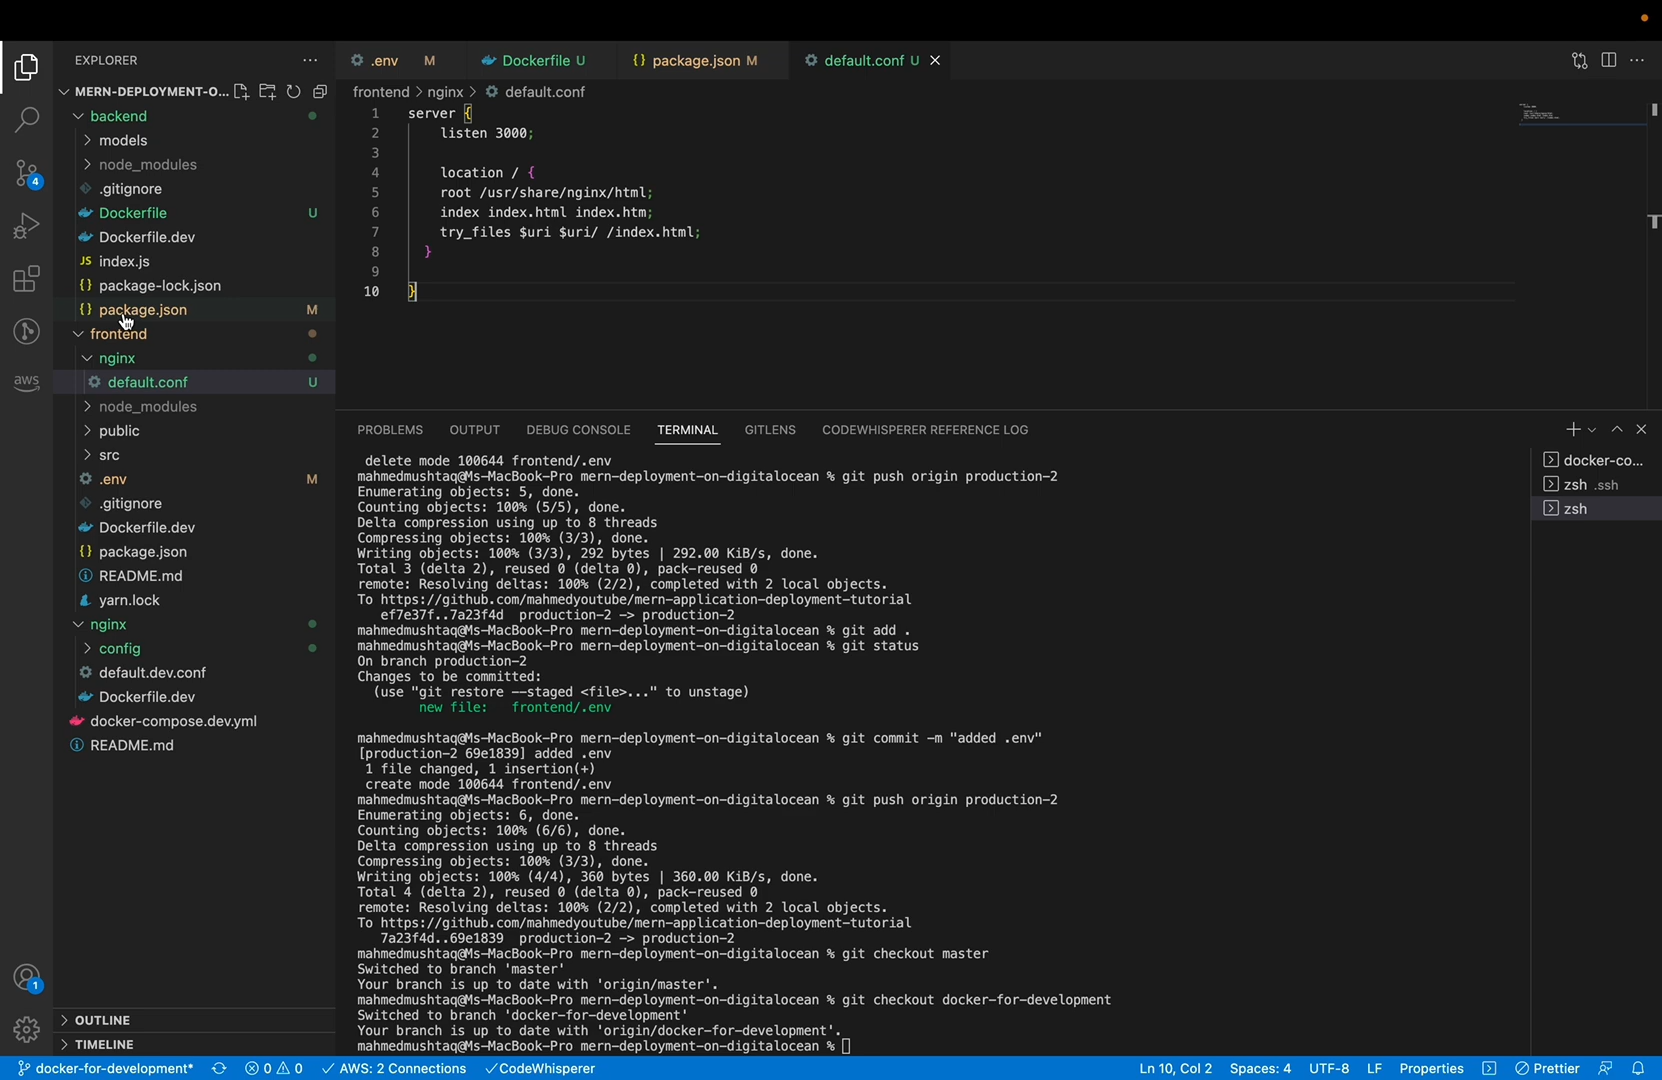 EXPLORER
MERN-DEPLOYMENT-O...
backend
models
node_modules
.gitignore
Dockerfile U
Dockerfile.dev
index.js
package-lock.json
package.json M
frontend
nginx
default.conf U
node_modules
public
src
.env M
.gitignore
Dockerfile.dev
package.json
README.md
yarn.lock
nginx
config
default.dev.conf
Dockerfile.dev
docker-compose.dev.yml
README.md
OUTLINE
TIMELINE
4
aws
1
.env M
Dockerfile U
package.json M
default.conf U
frontend > nginx > default.conf
1 server {
2 listen 3000;
3
4 location / {
5 root /usr/share/nginx/html;
6 index index.html index.htm;
7 try_files $uri $uri/ /index.html;
8 }
9
10 }
PROBLEMS OUTPUT DEBUG CONSOLE TERMINAL GITLENS CODEWHISPERER REFERENCE LOG
delete mode 100644 frontend/.env
mahmedmushtaq@Ms-MacBook-Pro mern-deployment-on-digitalocean % git push origin production-2
Enumerating objects: 5, done.
Counting objects: 100% (5/5), done.
Delta compression using up to 8 threads
Compressing objects: 100% (3/3), done.
Writing objects: 100% (3/3), 292 bytes | 292.00 KiB/s, done.
Total 3 (delta 2), reused 0 (delta 0), pack-reused 0
remote: Resolving deltas: 100% (2/2), completed with 2 local objects.
To https://github.com/mahmedyoutube/mern-application-deployment-tutorial
ef7e37f..7a23f4d production-2 -> production-2
mahmedmushtaq@Ms-MacBook-Pro mern-deployment-on-digitalocean % git add .
mahmedmushtaq@Ms-MacBook-Pro mern-deployment-on-digitalocean % git status
On branch production-2
Changes to be committed:
(use "git restore --staged <file>..." to unstage)
new file: frontend/.env
mahmedmushtaq@Ms-MacBook-Pro mern-deployment-on-digitalocean % git commit -m "added .env"
[production-2 69e1839] added .env
1 file changed, 1 insertion(+)
create mode 100644 frontend/.env
mahmedmushtaq@Ms-MacBook-Pro mern-deployment-on-digitalocean % git push origin production-2
Enumerating objects: 6, done.
Counting objects: 100% (6/6), done.
Delta compression using up to 8 threads
Compressing objects: 100% (3/3), done.
Writing objects: 100% (4/4), 360 bytes | 360.00 KiB/s, done.
Total 4 (delta 2), reused 0 (delta 0), pack-reused 0
remote: Resolving deltas: 100% (2/2), completed with 2 local objects.
To https://github.com/mahmedyoutube/mern-application-deployment-tutorial
7a23f4d..69e1839 production-2 -> production-2
mahmedmushtaq@Ms-MacBook-Pro mern-deployment-on-digitalocean % git checkout master
Switched to branch 'master'
Your branch is up to date with 'origin/master'.
mahmedmushtaq@Ms-MacBook-Pro mern-deployment-on-digitalocean % git checkout docker-for-development
Switched to branch 'docker-for-development'
Your branch is up to date with 'origin/docker-for-development'.
mahmedmushtaq@Ms-MacBook-Pro mern-deployment-on-digitalocean %
docker-co...
zsh .ssh
zsh
docker-for-development* 0 0 AWS: 2 Connections CodeWhisperer Ln 10, Col 2 Spaces: 4 UTF-8 LF Properties Prettier